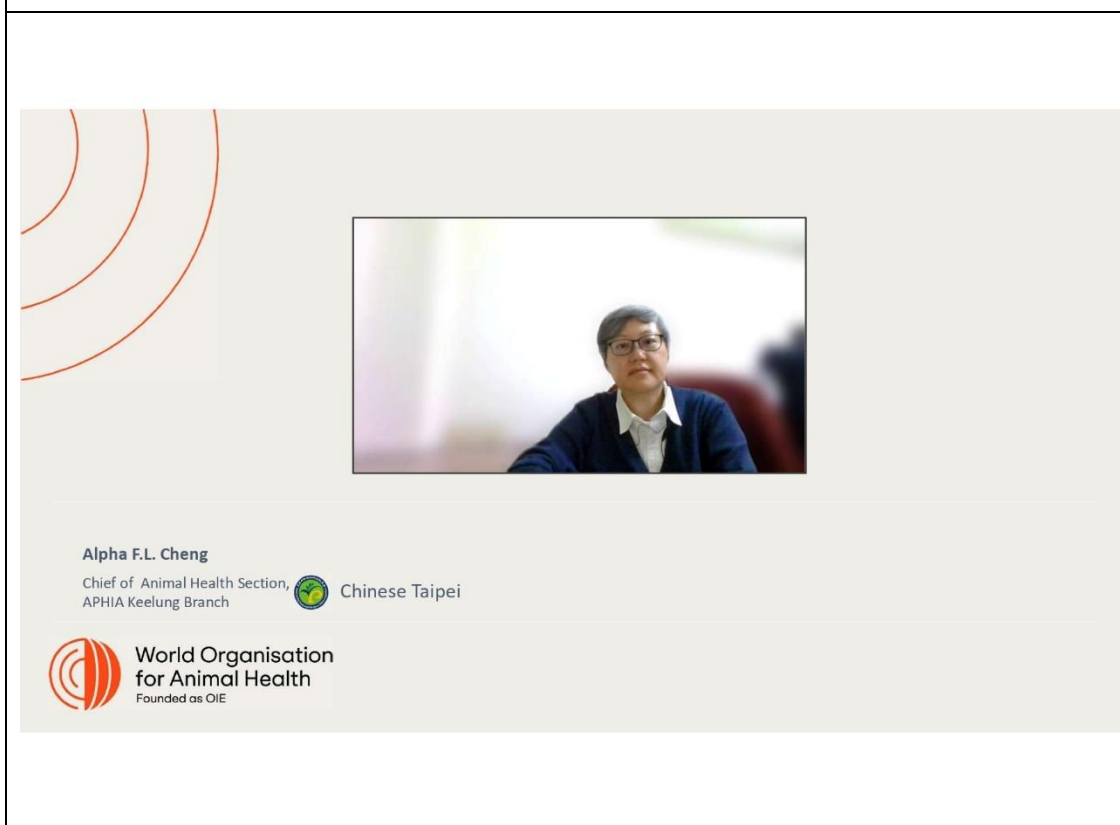 Alpha F.L. Cheng
Chief of Animal Health Section,
APHIA Keelung Branch
Chinese Taipei
World Organisation
for Animal Health
Founded as OIE